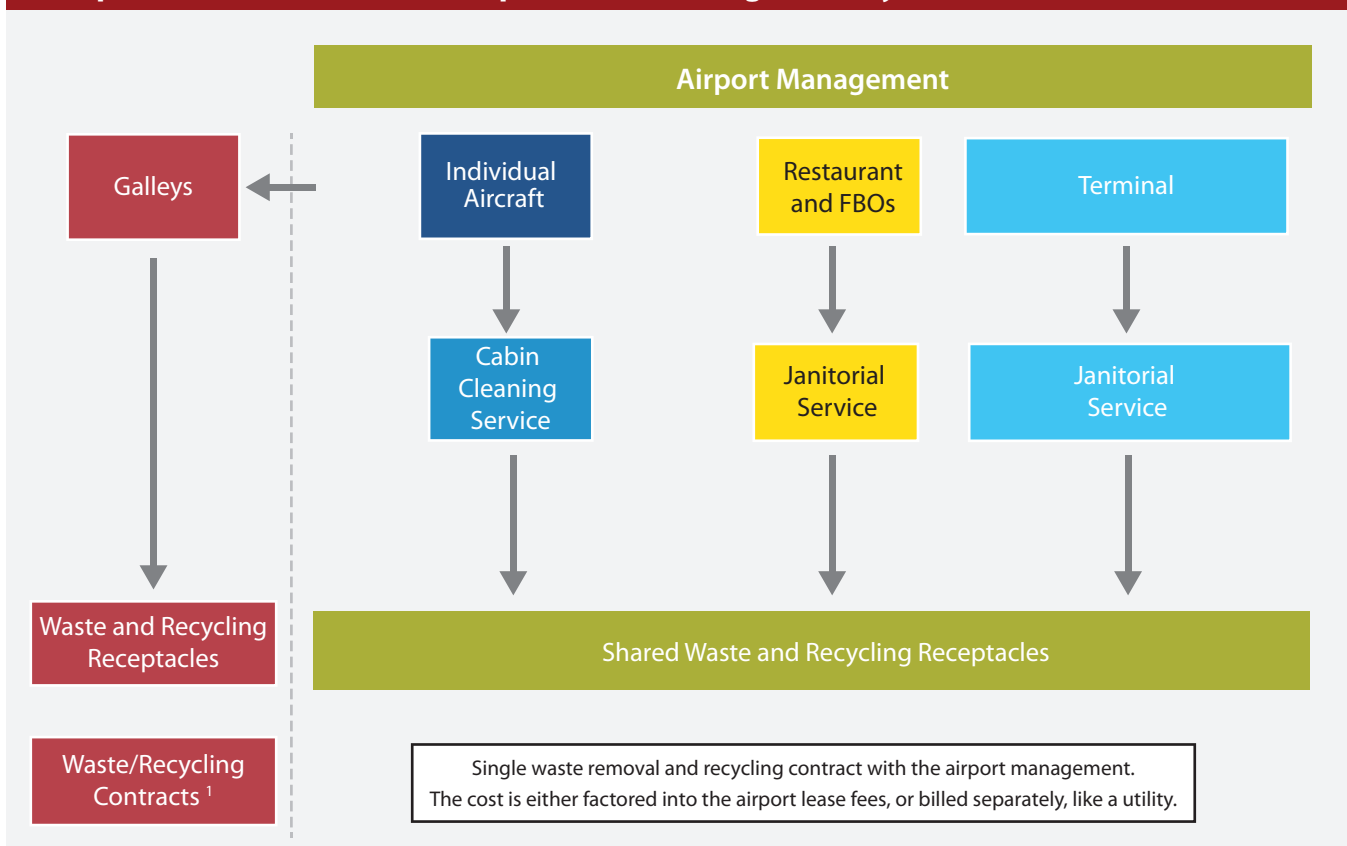 Airport Management
Galleys
Individual
Aircraft
Restaurant
and FBOs
Terminal
Cabin
Cleaning
Service
Janitorial
Service
Janitorial
Service
Waste and Recycling
Receptacles
Shared Waste and Recycling Receptacles
Waste/Recycling
Contracts 1
Single waste removal and recycling contract with the airport management.
The cost is either factored into the airport lease fees, or billed separately, like a utility.